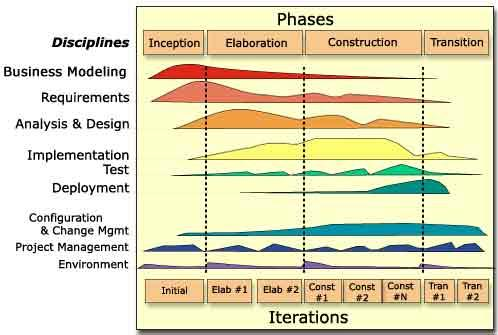 Phases
Disciplines
Inception
Elaboration
Construction
Transition
Business Modeling
Requirements
Analysis & Design
Implementation
Test
Deployment
Configuration
& Change Mgmt
Project Management
Environment
Initial
Elab #1
Elab #2
Const
#1
Const
#2
Const
#N
Tran
#1
Tran
#2
Iterations